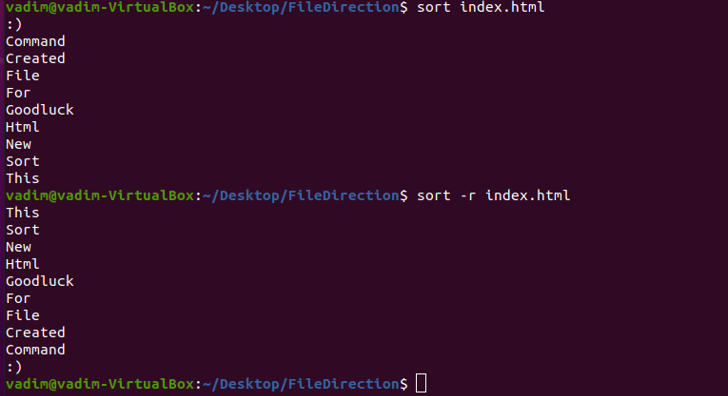 vadim@vadim-VirtualBox:~/Desktop/FileDirection$ sort index.html
:)
Command
Created
File
For
Goodluck
Html
New
Sort
This
vadim@vadim-VirtualBox:~/Desktop/FileDirection$ sort -r index.html
This
Sort
New
Html
Goodluck
For
File
Created
Command
:)
vadim@vadim-VirtualBox:~/Desktop/FileDirection$